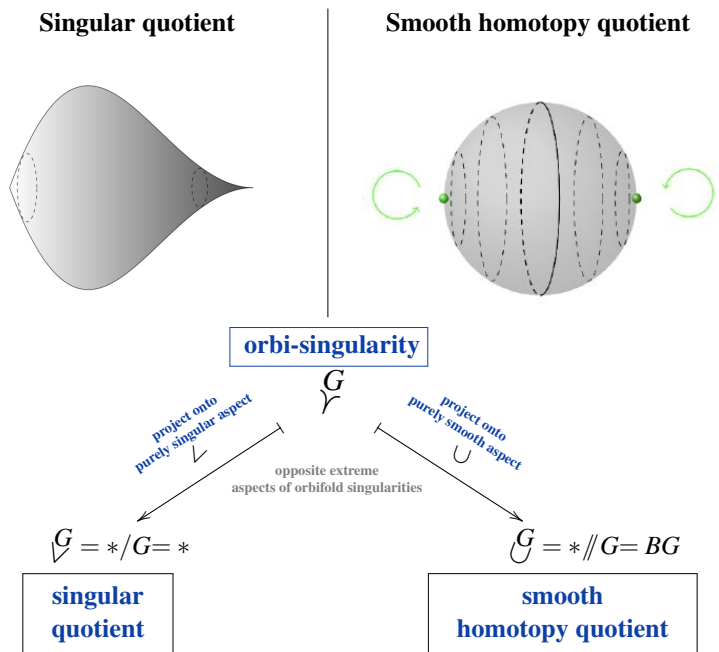 Singular quotient
Smooth homotopy quotient
orbi-singularity
G
≺
project onto
purely singular aspect
∨
project onto
purely smooth aspect
∪
opposite extreme
aspects of orbifold singularities
∨G = ∗/G= ∗
∪G = ∗⫽G= BG
singular
quotient
smooth
homotopy quotient